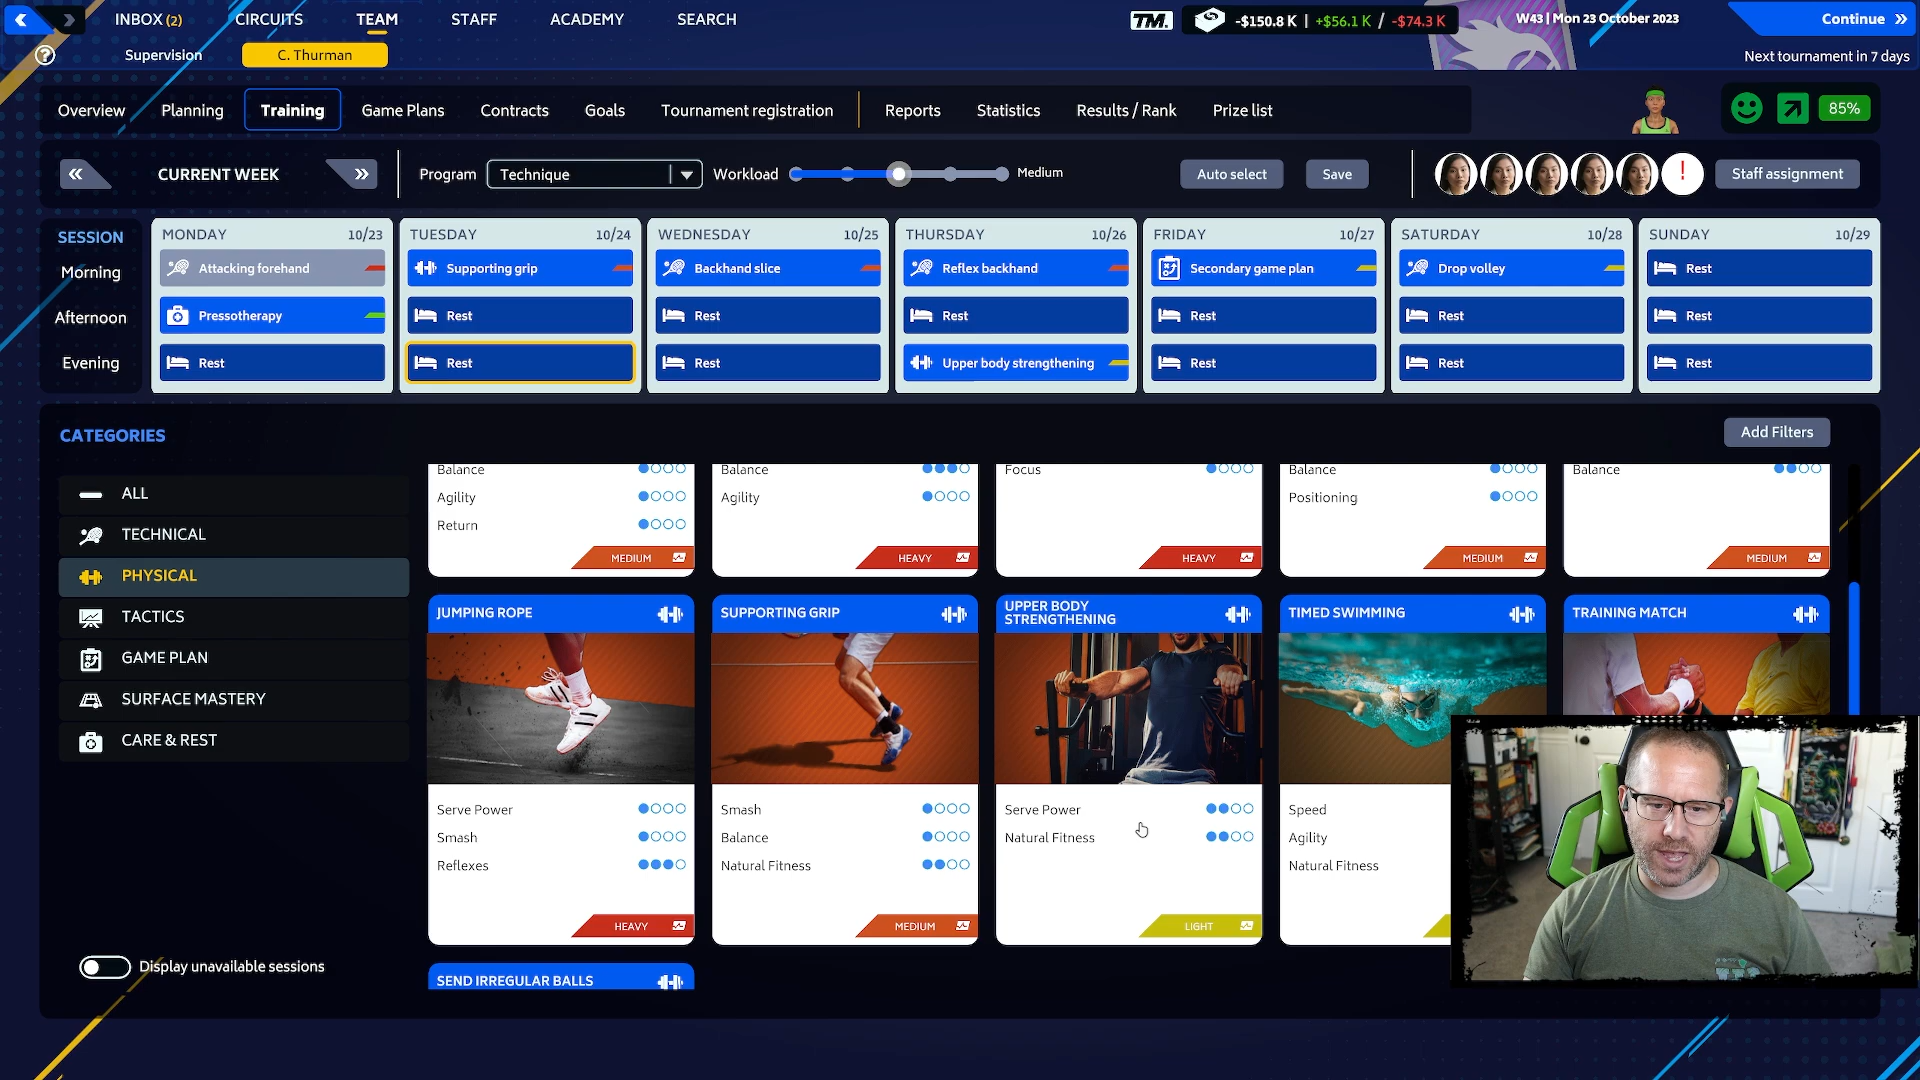 INBOX (2)
CIRCUITS
TEAM
STAFF
ACADEMY
SEARCH
TM.
-$150.8 K | +$56.1 K / -$74.3 K
W43 | Mon 23 October 2023
Continue
Supervision
C. Thurman
Next tournament in 7 days
Overview
Planning
Training
Game Plans
Contracts
Goals
Tournament registration
Reports
Statistics
Results / Rank
Prize list
85%
CURRENT WEEK
Program
Technique
Workload
Medium
Auto select
Save
!
Staff assignment
SESSION
MONDAY 10/23
TUESDAY 10/24
WEDNESDAY 10/25
THURSDAY 10/26
FRIDAY 10/27
SATURDAY 10/28
SUNDAY 10/29
Morning
Attacking forehand
Supporting grip
Backhand slice
Reflex backhand
Secondary game plan
Drop volley
Rest
Afternoon
Pressotherapy
Rest
Rest
Rest
Rest
Rest
Rest
Evening
Rest
Rest
Rest
Upper body strengthening
Rest
Rest
Rest
CATEGORIES
Add Filters
ALL
TECHNICAL
PHYSICAL
TACTICS
GAME PLAN
SURFACE MASTERY
CARE & REST
Display unavailable sessions
Balance
Agility
Return
MEDIUM
Balance
Agility
HEAVY
Focus
HEAVY
Balance
Positioning
MEDIUM
Balance
MEDIUM
JUMPING ROPE
Serve Power
Smash
Reflexes
HEAVY
SUPPORTING GRIP
Smash
Balance
Natural Fitness
MEDIUM
UPPER BODY
STRENGTHENING
Serve Power
Natural Fitness
LIGHT
TIMED SWIMMING
Speed
Agility
Natural Fitness
TRAINING MATCH
SEND IRREGULAR BALLS